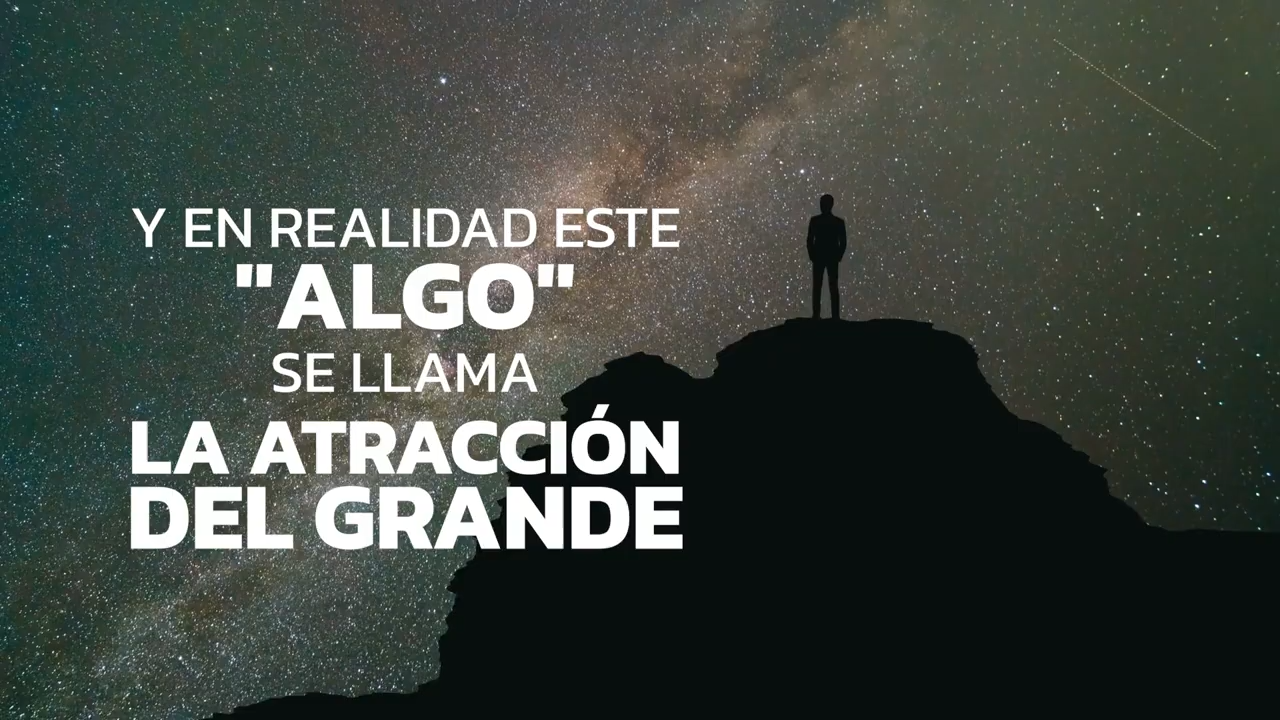 Y EN REALIDAD ESTE
"ALGO"
SE LLAMA
LA ATRACCIÓN
DEL GRANDE